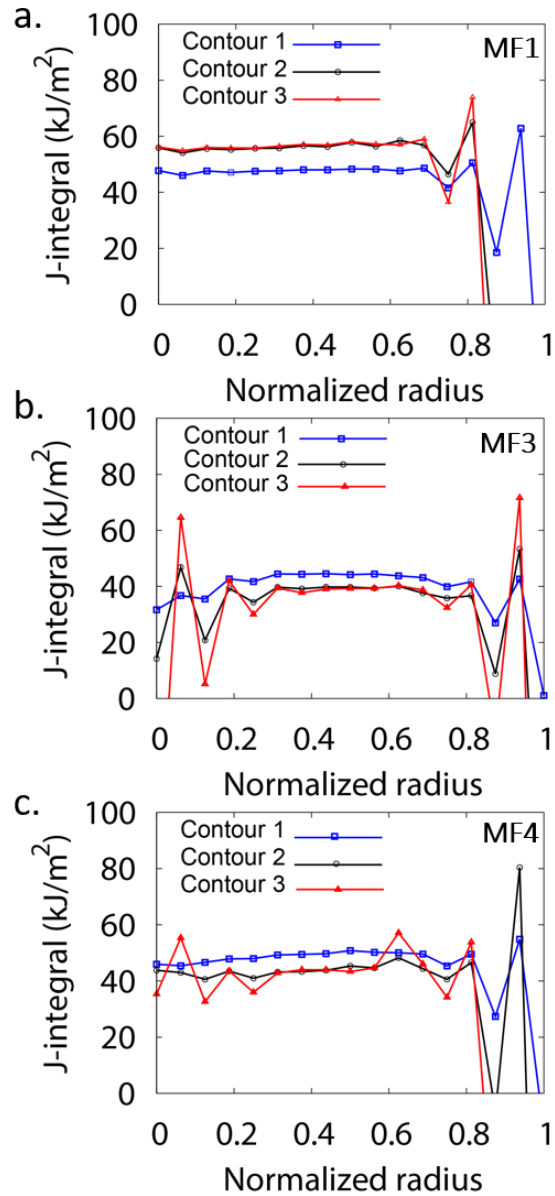 a.
MF1
Contour 1
Contour 2
Contour 3
100
80
60
40
20
0
J-integral (kJ/m²)
0 0.2 0.4 0.6 0.8 1
Normalized radius
b.
MF3
Contour 1
Contour 2
Contour 3
100
80
60
40
20
0
J-integral (kJ/m²)
0 0.2 0.4 0.6 0.8 1
Normalized radius
c.
MF4
Contour 1
Contour 2
Contour 3
100
80
60
40
20
0
J-integral (kJ/m²)
0 0.2 0.4 0.6 0.8 1
Normalized radius